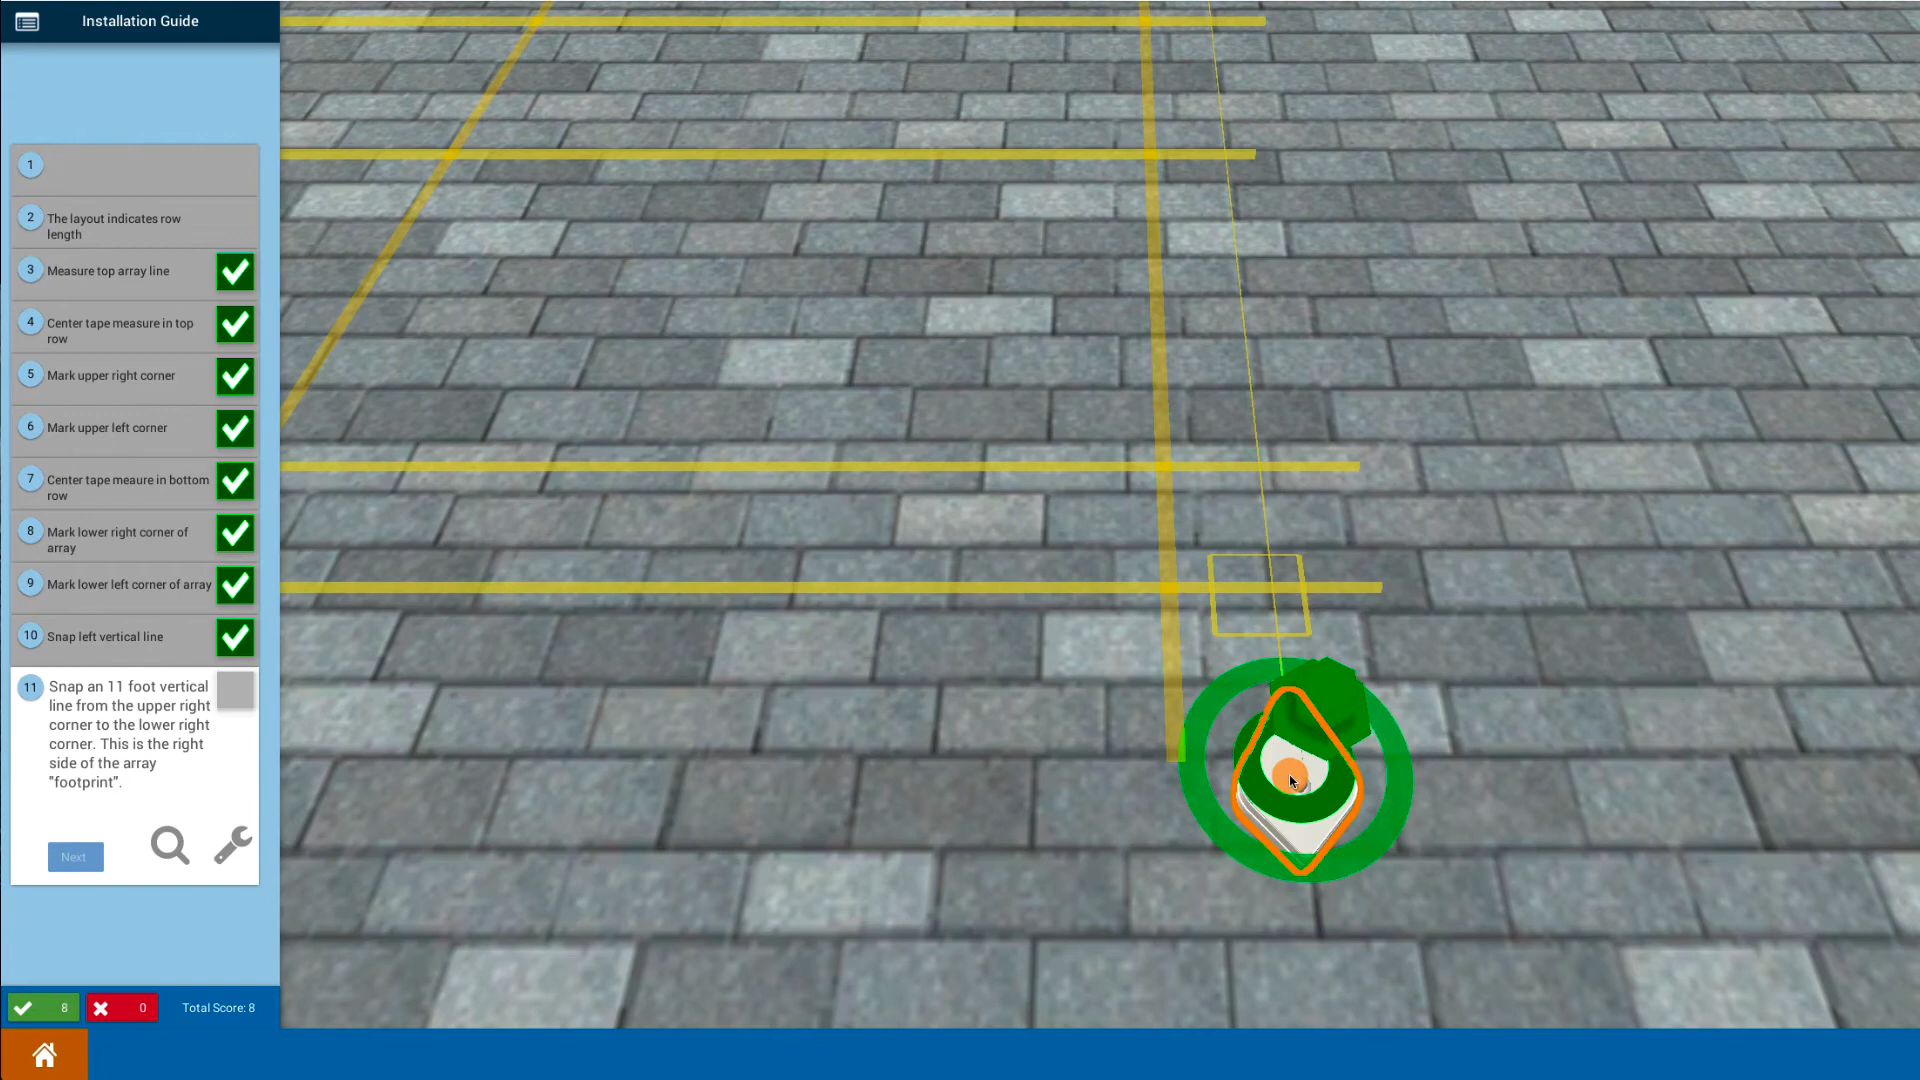 Installation Guide
1
2 The layout indicates row
length
3 Measure top array line
4 Center tape measure in top
row
5 Mark upper right corner
6 Mark upper left corner
7 Center tape meaure in bottom
row
8 Mark lower right corner of
array
9 Mark lower left corner of array
10 Snap left vertical line
11 Snap an 11 foot vertical
line from the upper right
corner to the lower right
corner. This is the right
side of the array
"footprint".
Next
8 0 Total Score: 8